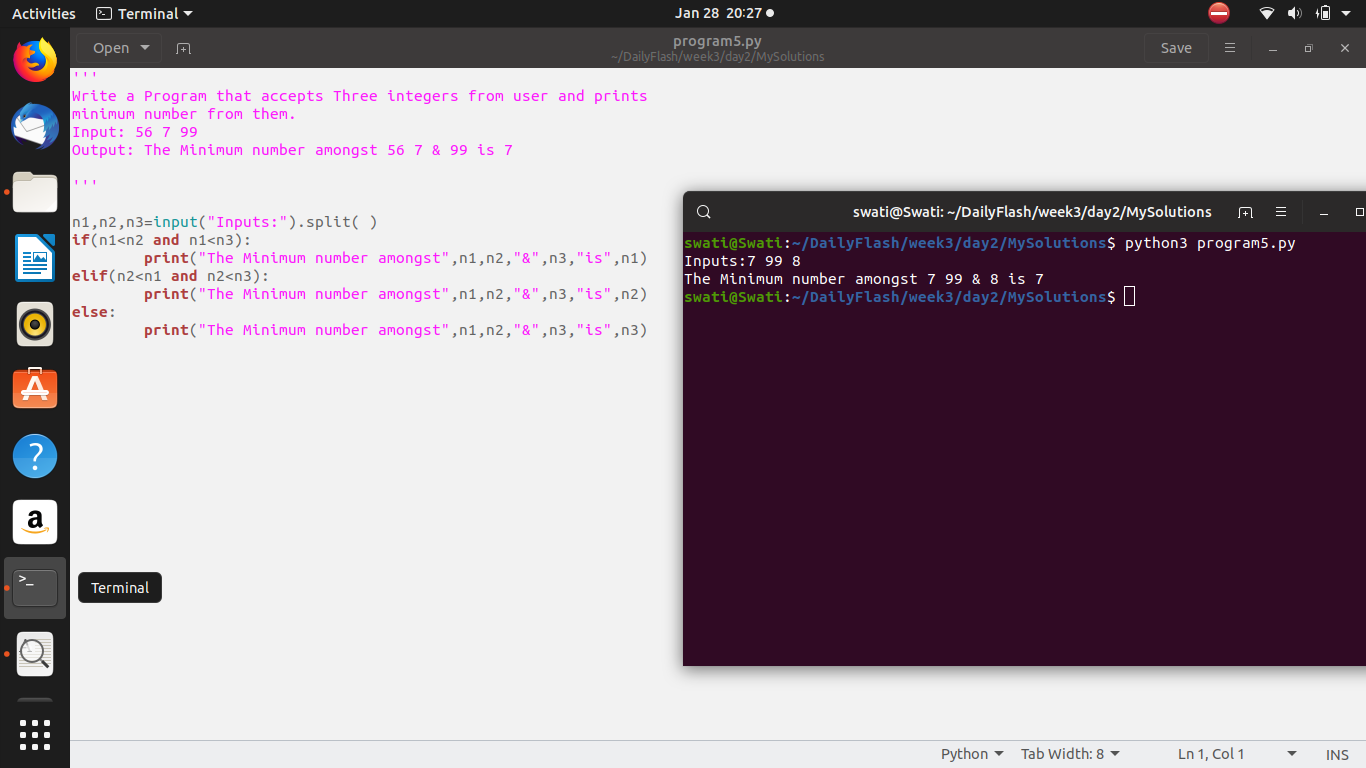 Activities
Terminal
Jan 28 20:27
Open
program5.py
~/DailyFlash/week3/day2/MySolutions
Save
'''
Write a Program that accepts Three integers from user and prints
minimum number from them.
Input: 56 7 99
Output: The Minimum number amongst 56 7 & 99 is 7
'''
n1,n2,n3=input("Inputs:").split( )
if(n1<n2 and n1<n3):
        print("The Minimum number amongst",n1,n2,"&",n3,"is",n1)
elif(n2<n1 and n2<n3):
        print("The Minimum number amongst",n1,n2,"&",n3,"is",n2)
else:
        print("The Minimum number amongst",n1,n2,"&",n3,"is",n3)
swati@Swati: ~/DailyFlash/week3/day2/MySolutions
swati@Swati:~/DailyFlash/week3/day2/MySolutions$ python3 program5.py
Inputs:7 99 8
The Minimum number amongst 7 99 & 8 is 7
swati@Swati:~/DailyFlash/week3/day2/MySolutions$
Terminal
Python
Tab Width: 8
Ln 1, Col 1
INS